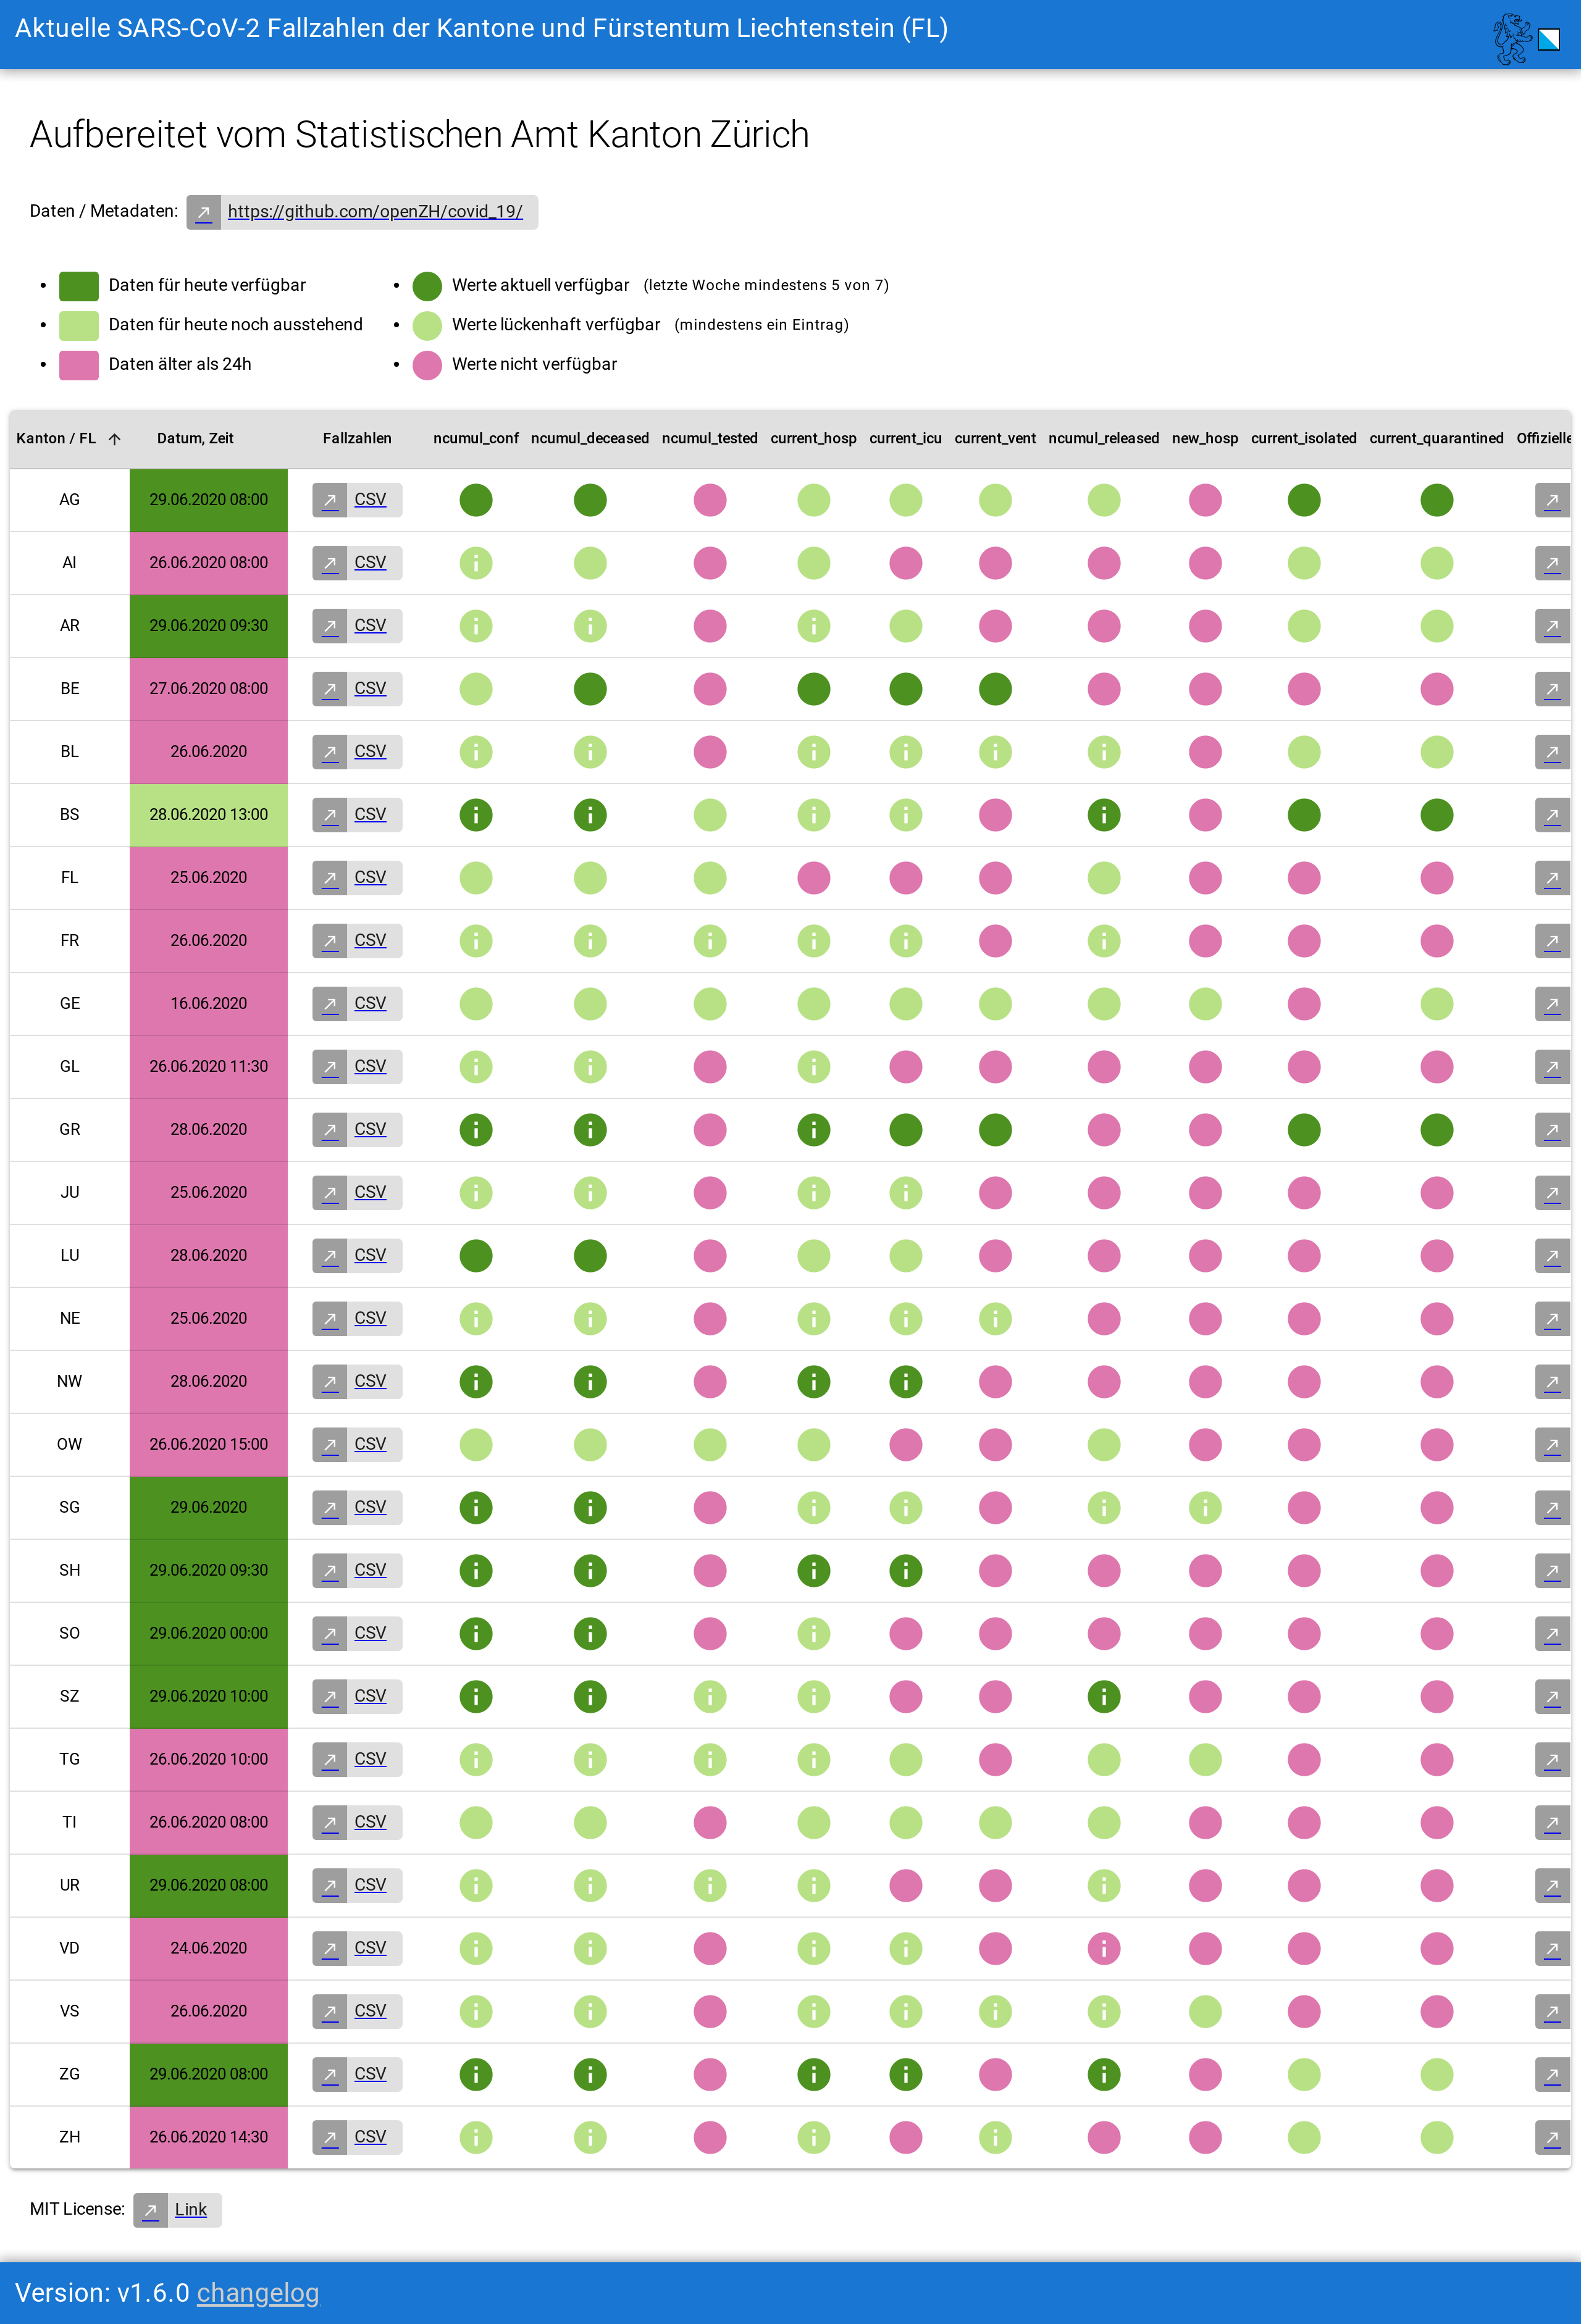 Aktuelle SARS-CoV-2 Fallzahlen der Kantone und Fürstentum Liechtenstein (FL)
Aufbereitet vom Statistischen Amt Kanton Zürich
Daten / Metadaten: https://github.com/openZH/covid_19/
Daten für heute verfügbar
Daten für heute noch ausstehend
Daten älter als 24h
Werte aktuell verfügbar (letzte Woche mindestens 5 von 7)
Werte lückenhaft verfügbar (mindestens ein Eintrag)
Werte nicht verfügbar
Kanton / FL Datum, Zeit Fallzahlen ncumul_conf ncumul_deceased ncumul_tested current_hosp current_icu current_vent ncumul_released new_hosp current_isolated current_quarantined Offizielle
AG 29.06.2020 08:00 CSV
AI 26.06.2020 08:00 CSV
AR 29.06.2020 09:30 CSV
BE 27.06.2020 08:00 CSV
BL 26.06.2020 CSV
BS 28.06.2020 13:00 CSV
FL 25.06.2020 CSV
FR 26.06.2020 CSV
GE 16.06.2020 CSV
GL 26.06.2020 11:30 CSV
GR 28.06.2020 CSV
JU 25.06.2020 CSV
LU 28.06.2020 CSV
NE 25.06.2020 CSV
NW 28.06.2020 CSV
OW 26.06.2020 15:00 CSV
SG 29.06.2020 CSV
SH 29.06.2020 09:30 CSV
SO 29.06.2020 00:00 CSV
SZ 29.06.2020 10:00 CSV
TG 26.06.2020 10:00 CSV
TI 26.06.2020 08:00 CSV
UR 29.06.2020 08:00 CSV
VD 24.06.2020 CSV
VS 26.06.2020 CSV
ZG 29.06.2020 08:00 CSV
ZH 26.06.2020 14:30 CSV
MIT License: Link
Version: v1.6.0 changelog